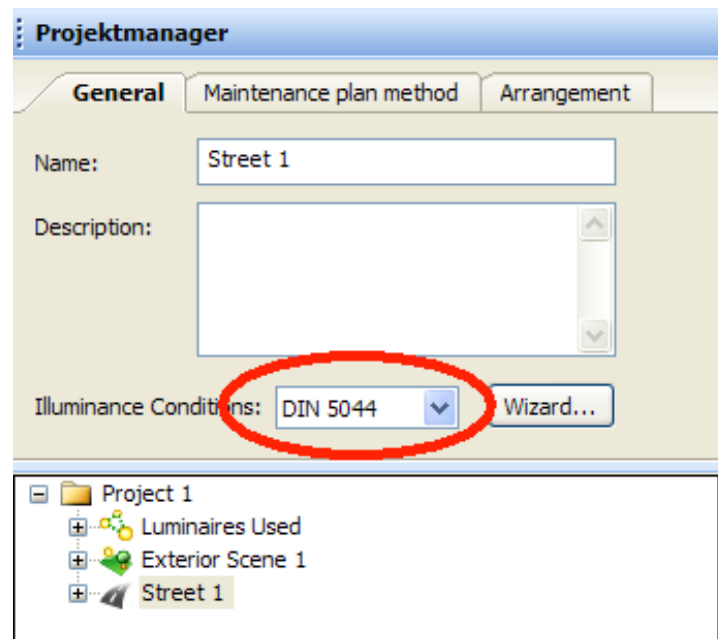 Projektmanager
General Maintenance plan method Arrangement
Name: Street 1
Description:
Illuminance Conditions: DIN 5044 Wizard...
Project 1
Luminaires Used
Exterior Scene 1
Street 1